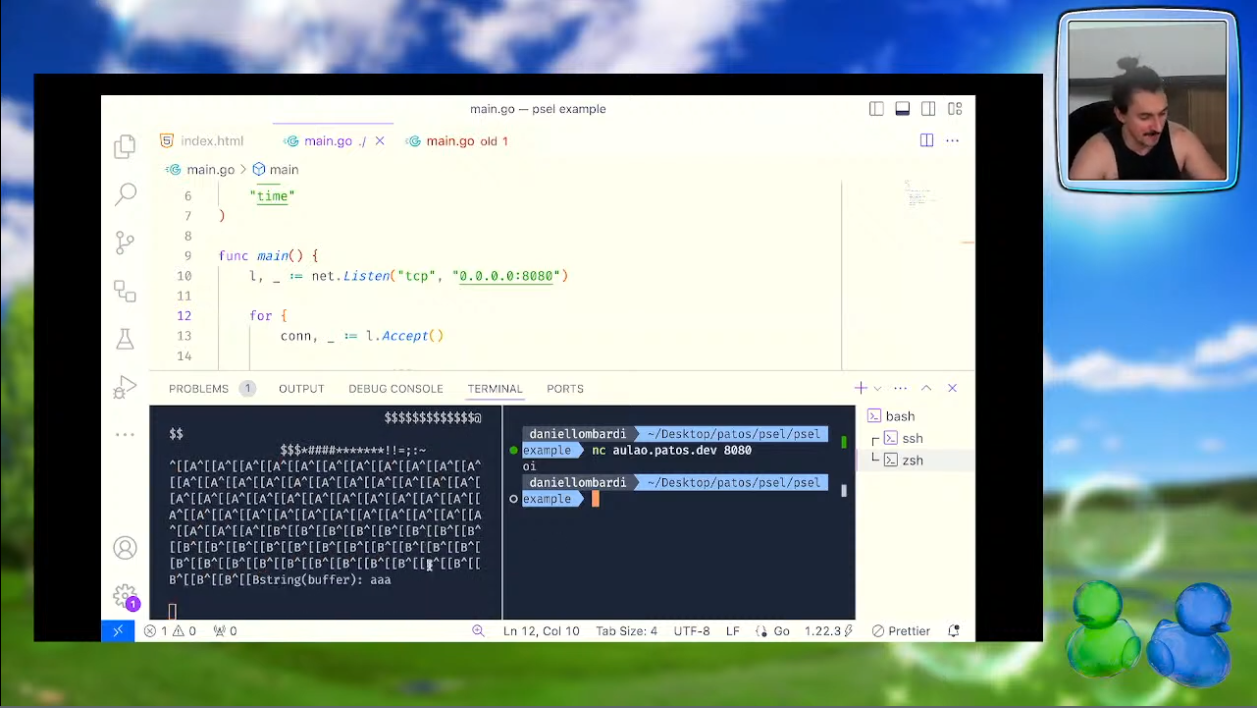 main.go — psel example
index.html
main.go ./
main.go old 1
main.go > main
6 "time"
7 )
8
9 func main() {
10 l, _ := net.Listen("tcp", "0.0.0.0:8080")
11
12 for {
13 conn, _ := l.Accept()
14
PROBLEMS 1 OUTPUT DEBUG CONSOLE TERMINAL PORTS
$$$$$$$$$$$$$@
$$
$$$*####*******!!=;:~
^[[A^[[A^[[A^[[A^[[A^[[A^[[A^[[A^[[A^[[A^
[[A^[[A^[[A^[[A^[[A^[[A^[[A^[[A^[[A^[[A^[
[A^[[A^[[A^[[A^[[A^[[A^[[A^[[A^[[A^[[A^[[
A^[[A^[[A^[[A^[[A^[[A^[[A^[[A^[[A^[[A^[[A
^[[A^[[A^[[A^[[A^[[A^[[B^[[B^[[B^[[B^[[B^
[[B^[[B^[[B^[[B^[[B^[[B^[[B^[[B^[[B^[[B^[
[B^[[B^[[B^[[B^[[B^[[B^[[B^[[B^[[B^[[B^[[
B^[[B^[[B^[[Bstring(buffer): aaa
daniellombardi ~/Desktop/patos/psel/psel
example nc aulao.patos.dev 8080
oi
daniellombardi ~/Desktop/patos/psel/psel
example
bash
ssh
zsh
1
1 0 0 Ln 12, Col 10 Tab Size: 4 UTF-8 LF Go 1.22.3 Prettier